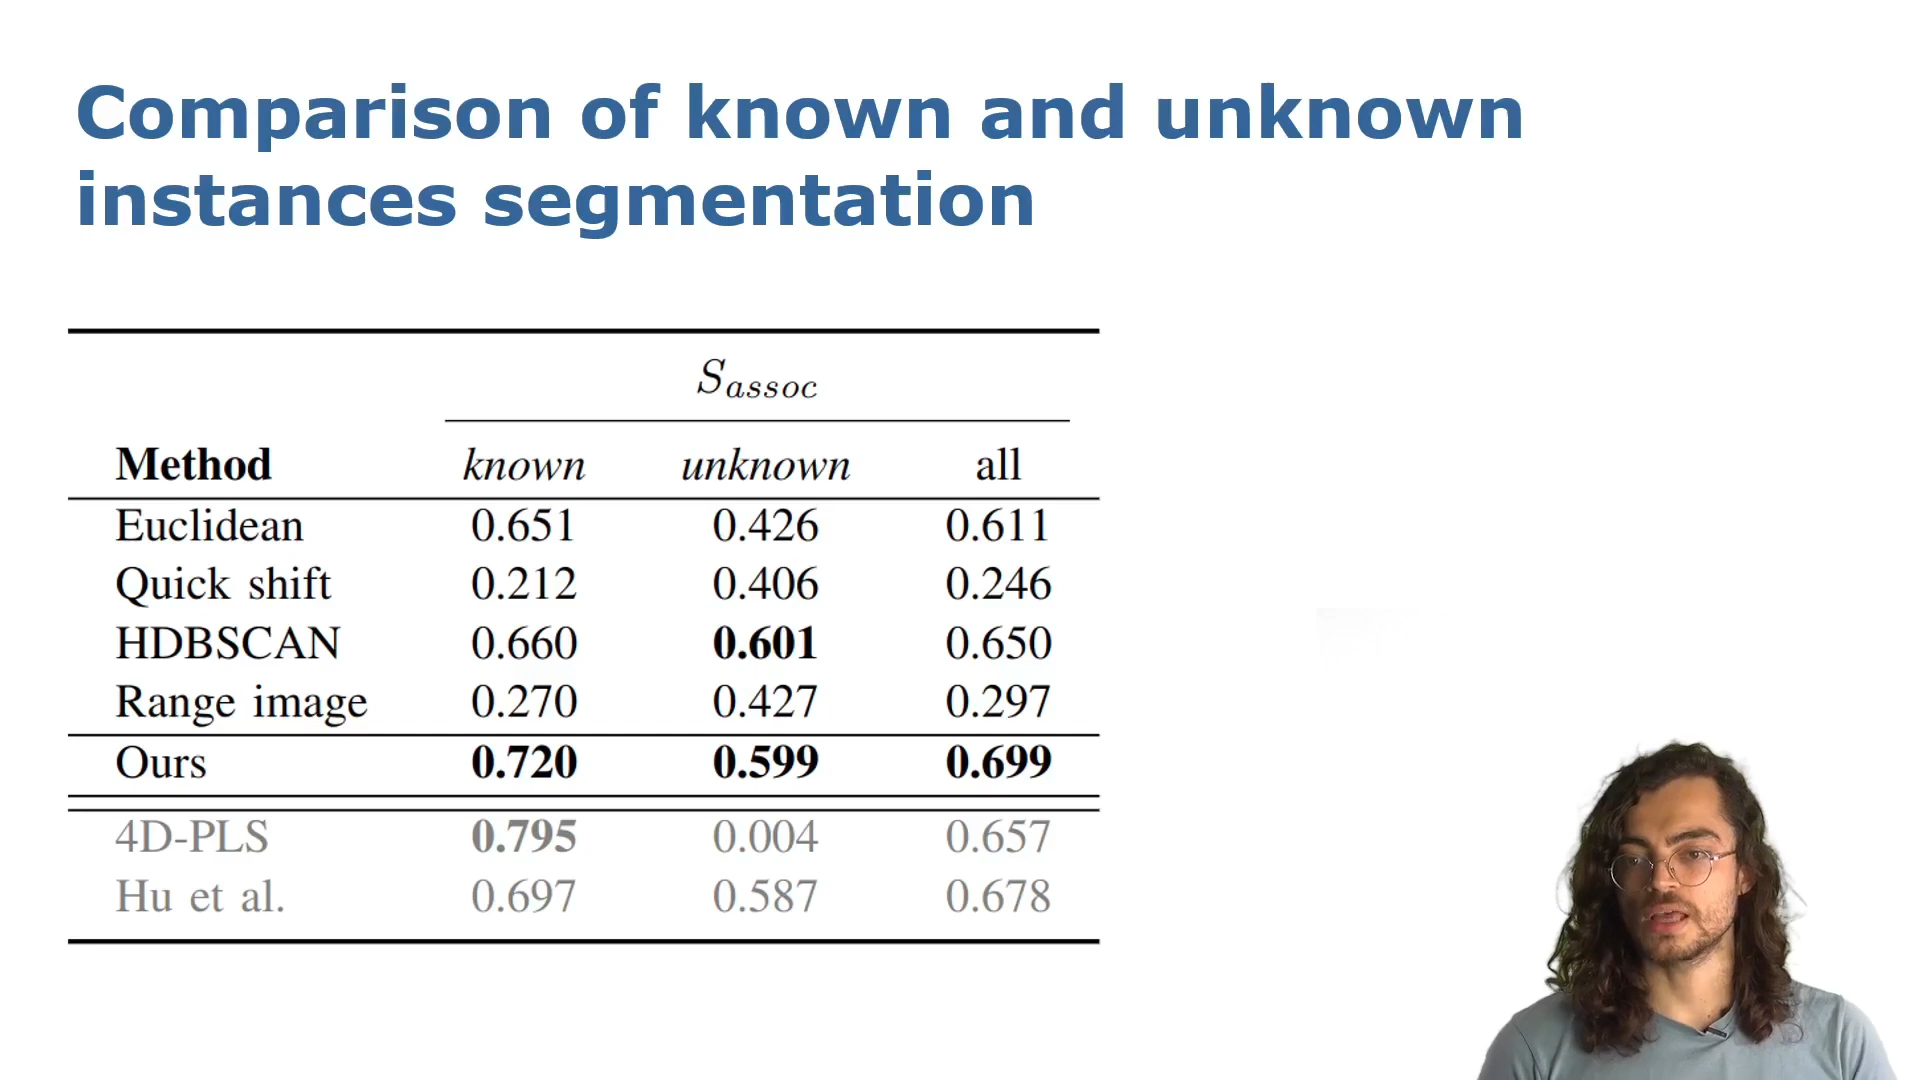 Comparison of known and unknown
instances segmentation
S_assoc
Method known unknown all
Euclidean 0.651 0.426 0.611
Quick shift 0.212 0.406 0.246
HDBSCAN 0.660 0.601 0.650
Range image 0.270 0.427 0.297
Ours 0.720 0.599 0.699
4D-PLS 0.795 0.004 0.657
Hu et al. 0.697 0.587 0.678